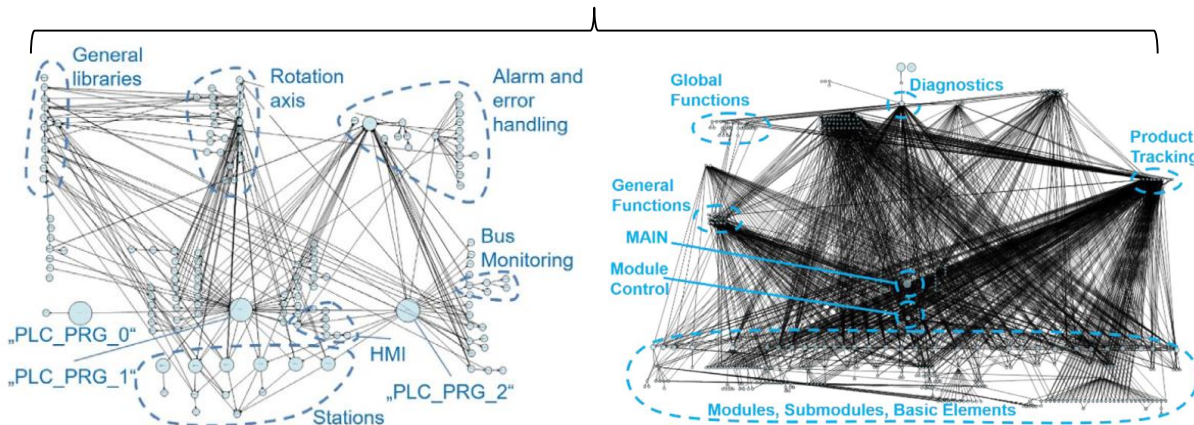 General
libraries
Rotation
axis
Alarm and
error
handling
Bus
Monitoring
„PLC_PRG_0“
HMI
„PLC_PRG_1“
„PLC_PRG_2“
Stations
Global
Functions
Diagnostics
Product
Tracking
General
Functions
MAIN
Module
Control
Modules, Submodules, Basic Elements